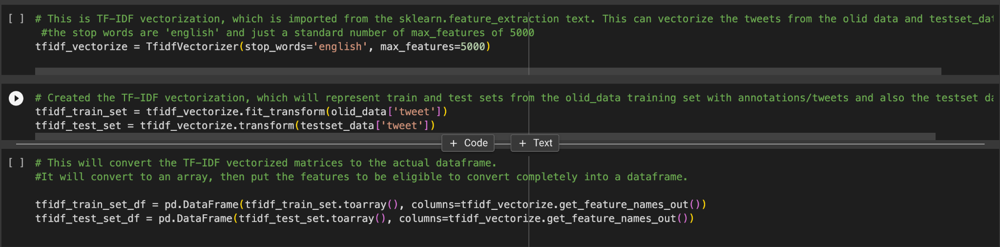 [ ] # This is TF-IDF vectorization, which is imported from the sklearn.feature_extraction text. This can vectorize the tweets from the olid data and testset_dat
#the stop words are 'english' and just a standard number of max_features of 5000
tfidf_vectorize = TfidfVectorizer(stop_words='english', max_features=5000)
# Created the TF-IDF vectorization, which will represent train and test sets from the olid_data training set with annotations/tweets and also the testset da
tfidf_train_set = tfidf_vectorize.fit_transform(olid_data['tweet'])
tfidf_test_set = tfidf_vectorize.transform(testset_data['tweet'])
+ Code + Text
[ ] # This will convert the TF-IDF vectorized matrices to the actual dataframe.
#It will convert to an array, then put the features to be eligible to convert completely into a dataframe.
tfidf_train_set_df = pd.DataFrame(tfidf_train_set.toarray(), columns=tfidf_vectorize.get_feature_names_out())
tfidf_test_set_df = pd.DataFrame(tfidf_test_set.toarray(), columns=tfidf_vectorize.get_feature_names_out())